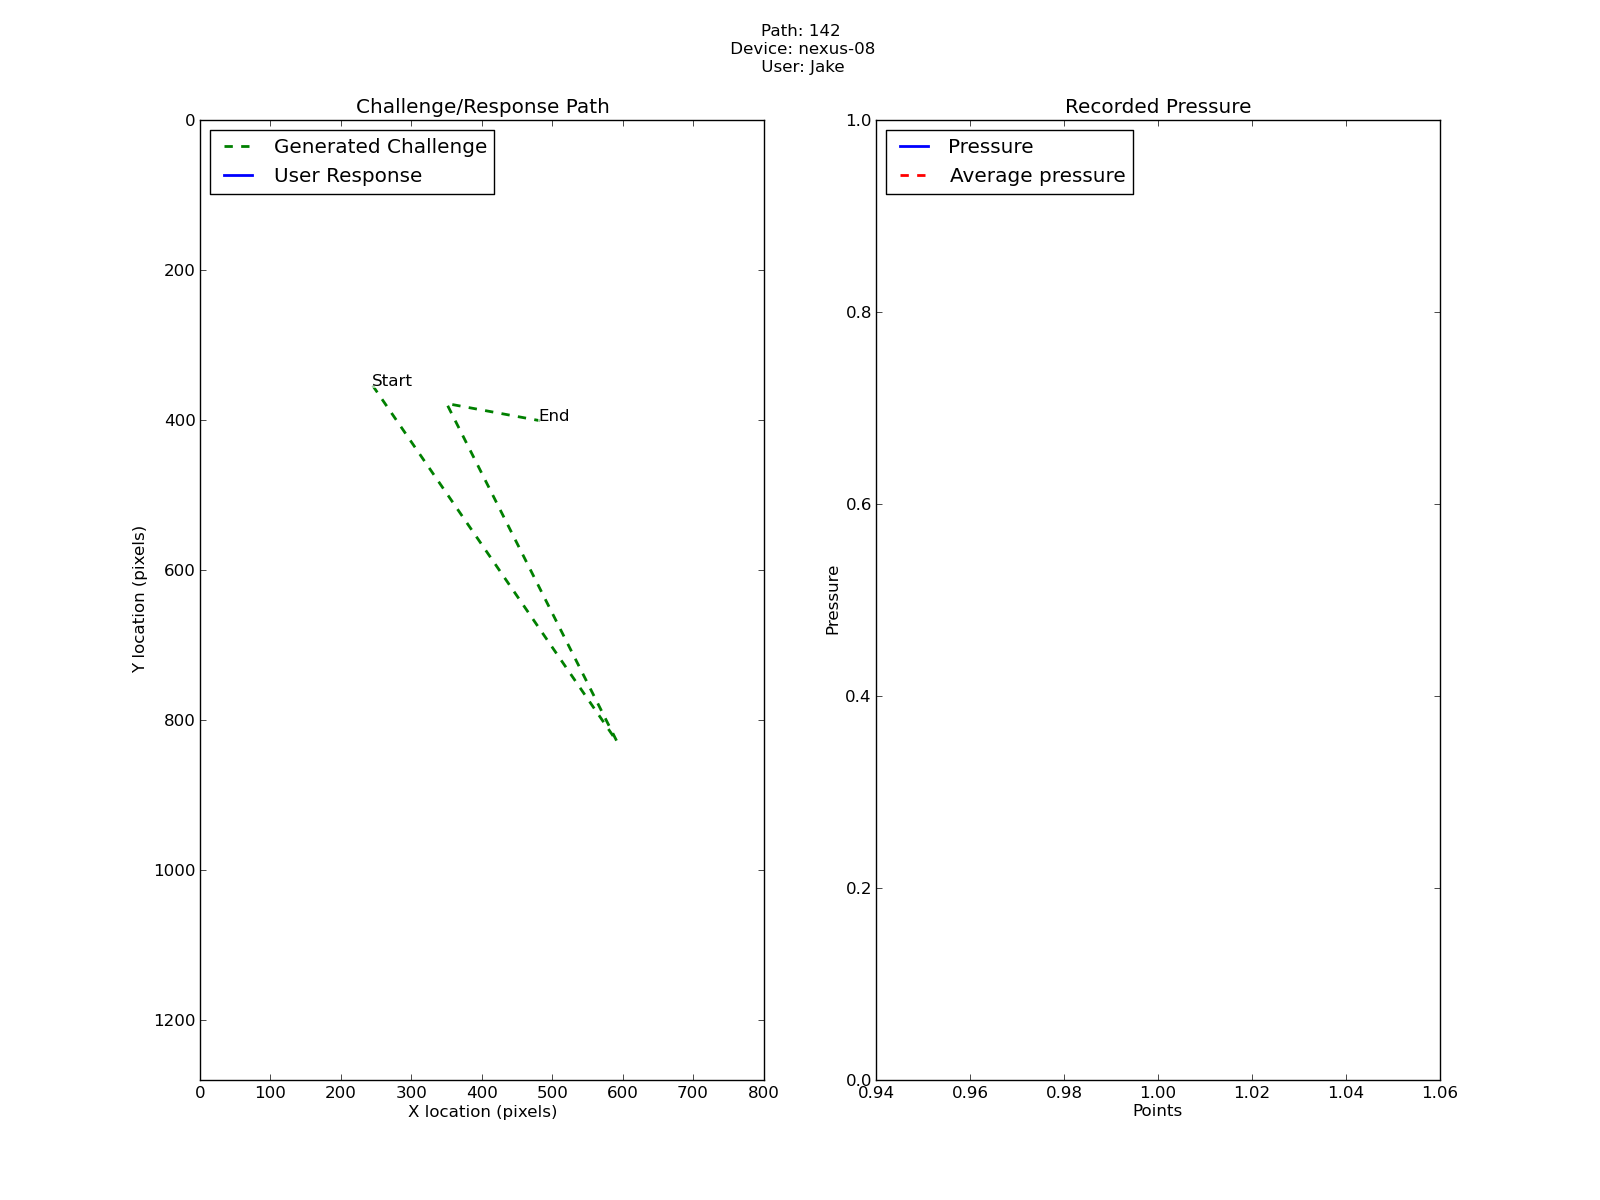 Path: 142
Device: nexus-08
User: Jake
Challenge/Response Path
Generated Challenge
User Response
0
200
400
600
800
1000
1200
Y location (pixels)
Start
End
0 100 200 300 400 500 600 700 800
X location (pixels)
Recorded Pressure
Pressure
Average pressure
1.0
0.8
0.6
0.4
0.2
0.0
Pressure
0.94 0.96 0.98 1.00 1.02 1.04 1.06
Points